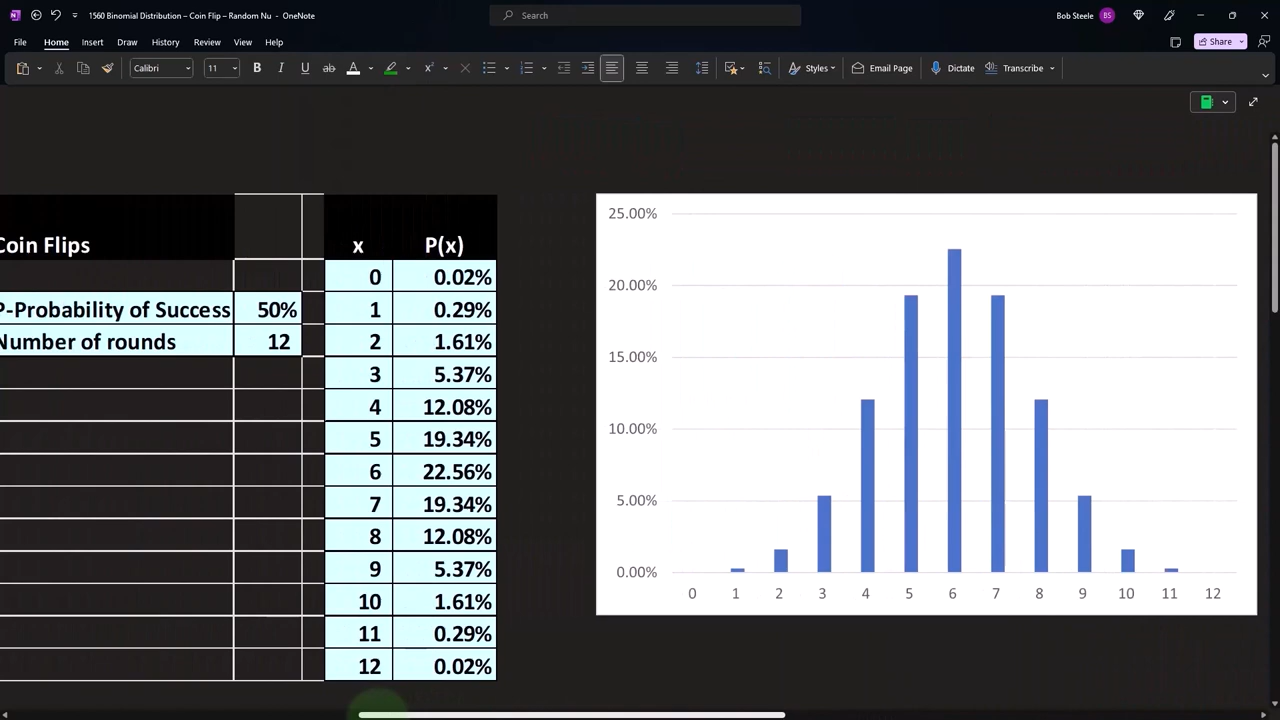 1560 Binomial Distribution – Coin Flip – Random Nu - OneNote
Search
Bob Steele
BS
File Home Insert Draw History Review View Help
Share
Calibri 11 B I U ab A x Styles Email Page Dictate Transcribe
Coin Flips
x P(x)
0 0.02%
P-Probability of Success 50% 1 0.29%
Number of rounds 12 2 1.61%
3 5.37%
4 12.08%
5 19.34%
6 22.56%
7 19.34%
8 12.08%
9 5.37%
10 1.61%
11 0.29%
12 0.02%
25.00%
20.00%
15.00%
10.00%
5.00%
0.00%
0 1 2 3 4 5 6 7 8 9 10 11 12